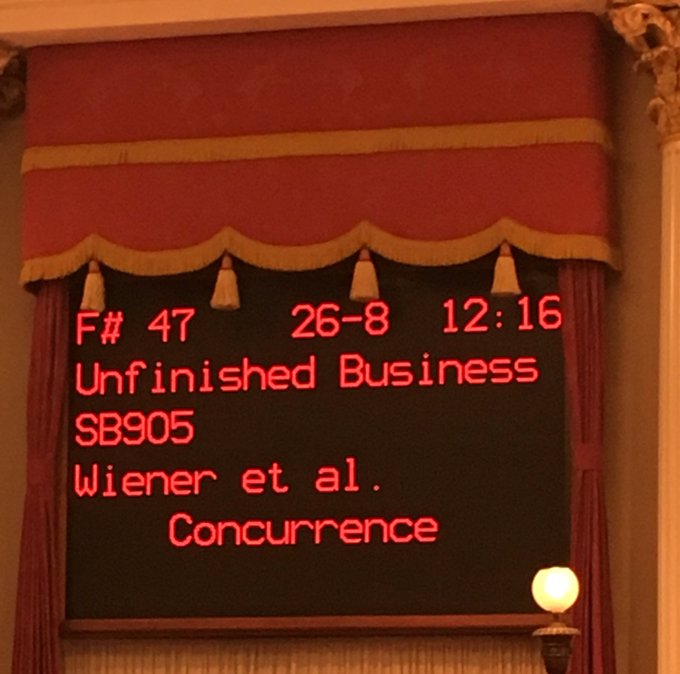 F# 47 26-8 12:16
Unfinished Business
SB905
Wiener et al.
Concurrence